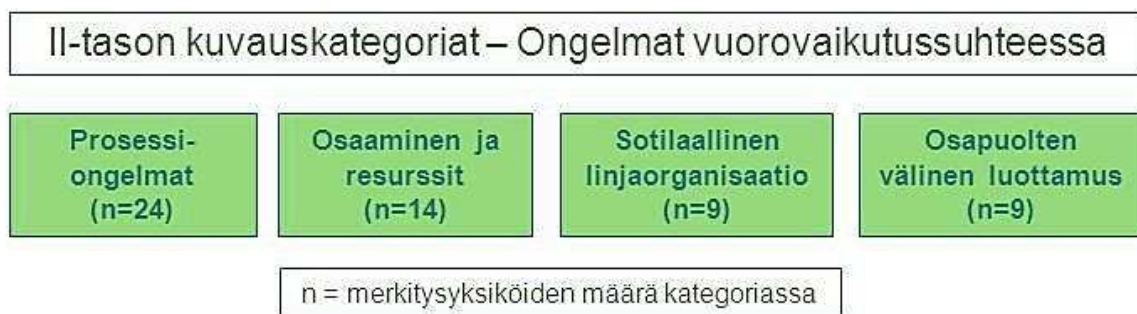 II-tason kuvauskategoriat – Ongelmat vuorovaikutussuhteessa
Prosessi-
ongelmat
(n=24)
Osaaminen ja
resurssit
(n=14)
Sotilaallinen
linjaorganisaatio
(n=9)
Osapuolten
välinen luottamus
(n=9)
n = merkitysyksiköiden määrä kategoriassa